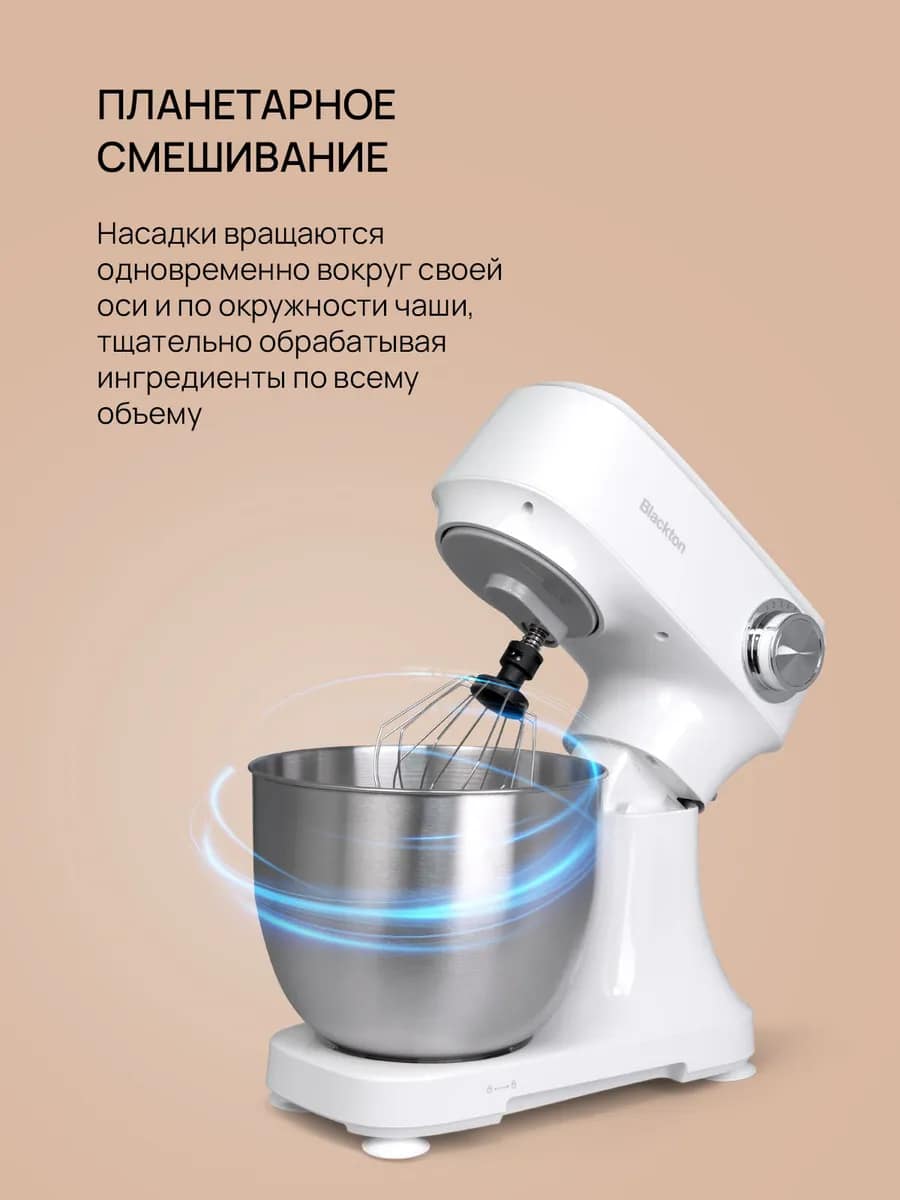 ПЛАНЕТАРНОЕ
СМЕШИВАНИЕ
Насадки вращаются
одновременно вокруг своей
оси и по окружности чаши,
тщательно обрабатывая
ингредиенты по всему
объему
Blackton